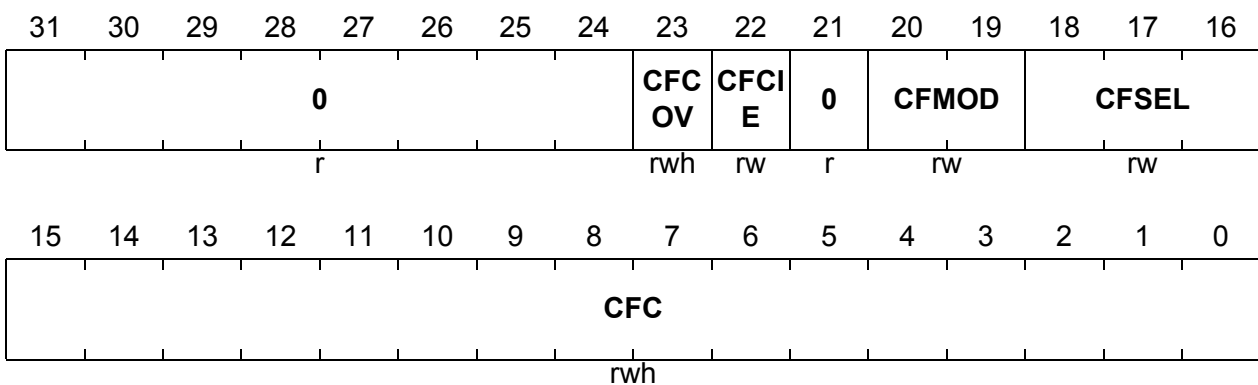 31 30 29 28 27 26 25 24 23 22 21 20 19 18 17 16
0 CFC OV CFCI E 0 CFMOD CFSEL
r rwh rw r rw rw
15 14 13 12 11 10 9 8 7 6 5 4 3 2 1 0
CFC
rwh